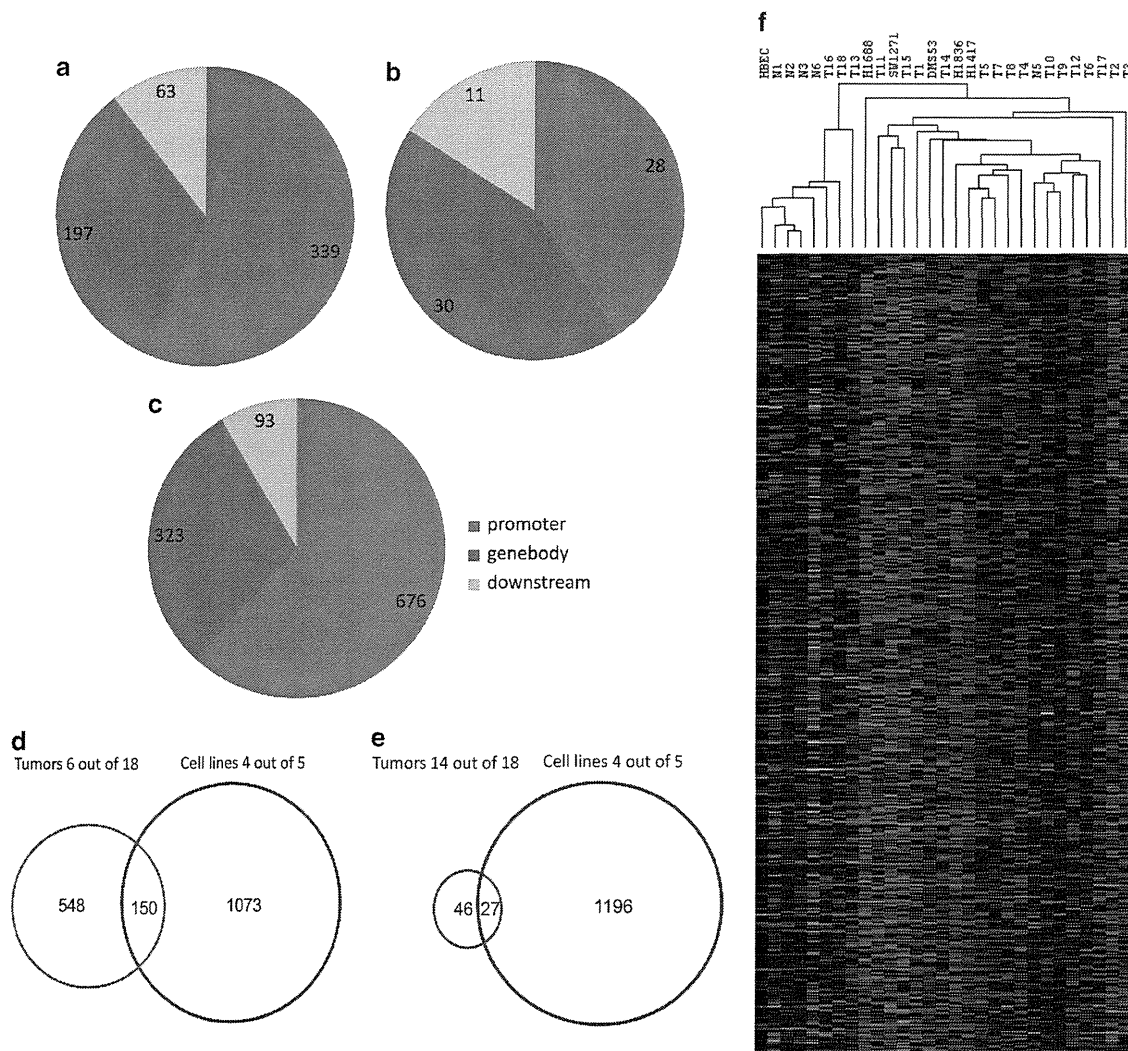 a
63
197
339
b
11
28
30
c
93
323
676
promoter
genebody
downstream
d
Tumors 6 out of 18
Cell lines 4 out of 5
548
150
1073
e
Tumors 14 out of 18
Cell lines 4 out of 5
46
27
1196
f
HBEC
N1
N2
N3
N6
T16
T18
T13
H1688
T11
SW1271
T15
T1
DMS53
T14
H1836
H1417
T5
T7
T8
T4
N5
T10
T9
T12
T6
T17
T2
T3